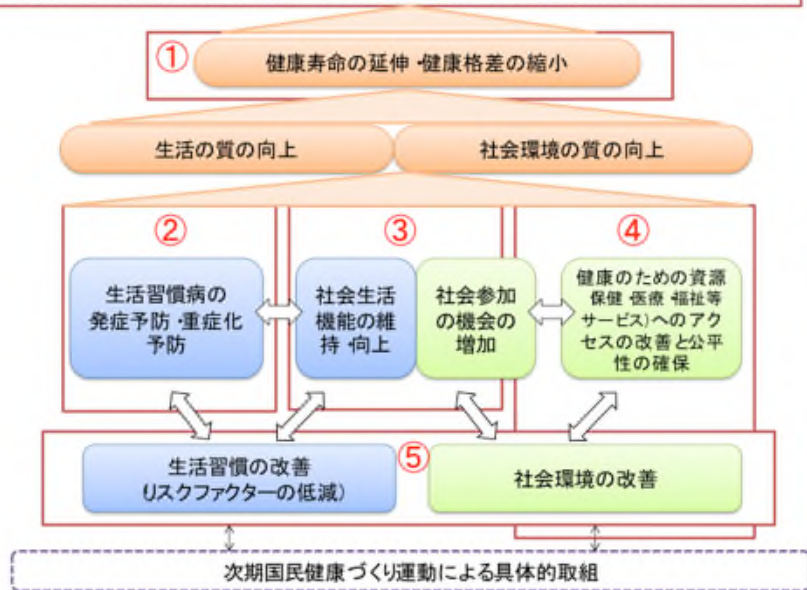 ①
健康寿命の延伸・健康格差の縮小
生活の質の向上
社会環境の質の向上
②
③
④
生活習慣病の
発症予防・重症化
予防
社会生活
機能の維
持・向上
社会参加
の機会の
増加
健康のための資源
保健・医療・福祉等
サービス)へのアク
セスの改善と公平
性の確保
⑤
生活習慣の改善
(リスクファクターの低減)
社会環境の改善
次期国民健康づくり運動による具体的取組